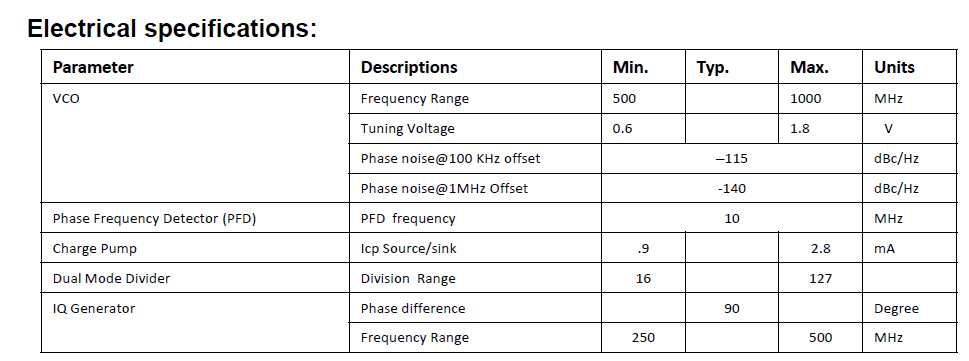 Electrical specifications:
Parameter Descriptions Min. Typ. Max. Units
VCO Frequency Range 500 1000 MHz
Tuning Voltage 0.6 1.8 V
Phase noise@100 KHz offset –115 dBc/Hz
Phase noise@1MHz Offset -140 dBc/Hz
Phase Frequency Detector (PFD) PFD frequency 10 MHz
Charge Pump Icp Source/sink .9 2.8 mA
Dual Mode Divider Division Range 16 127
IQ Generator Phase difference 90 Degree
Frequency Range 250 500 MHz